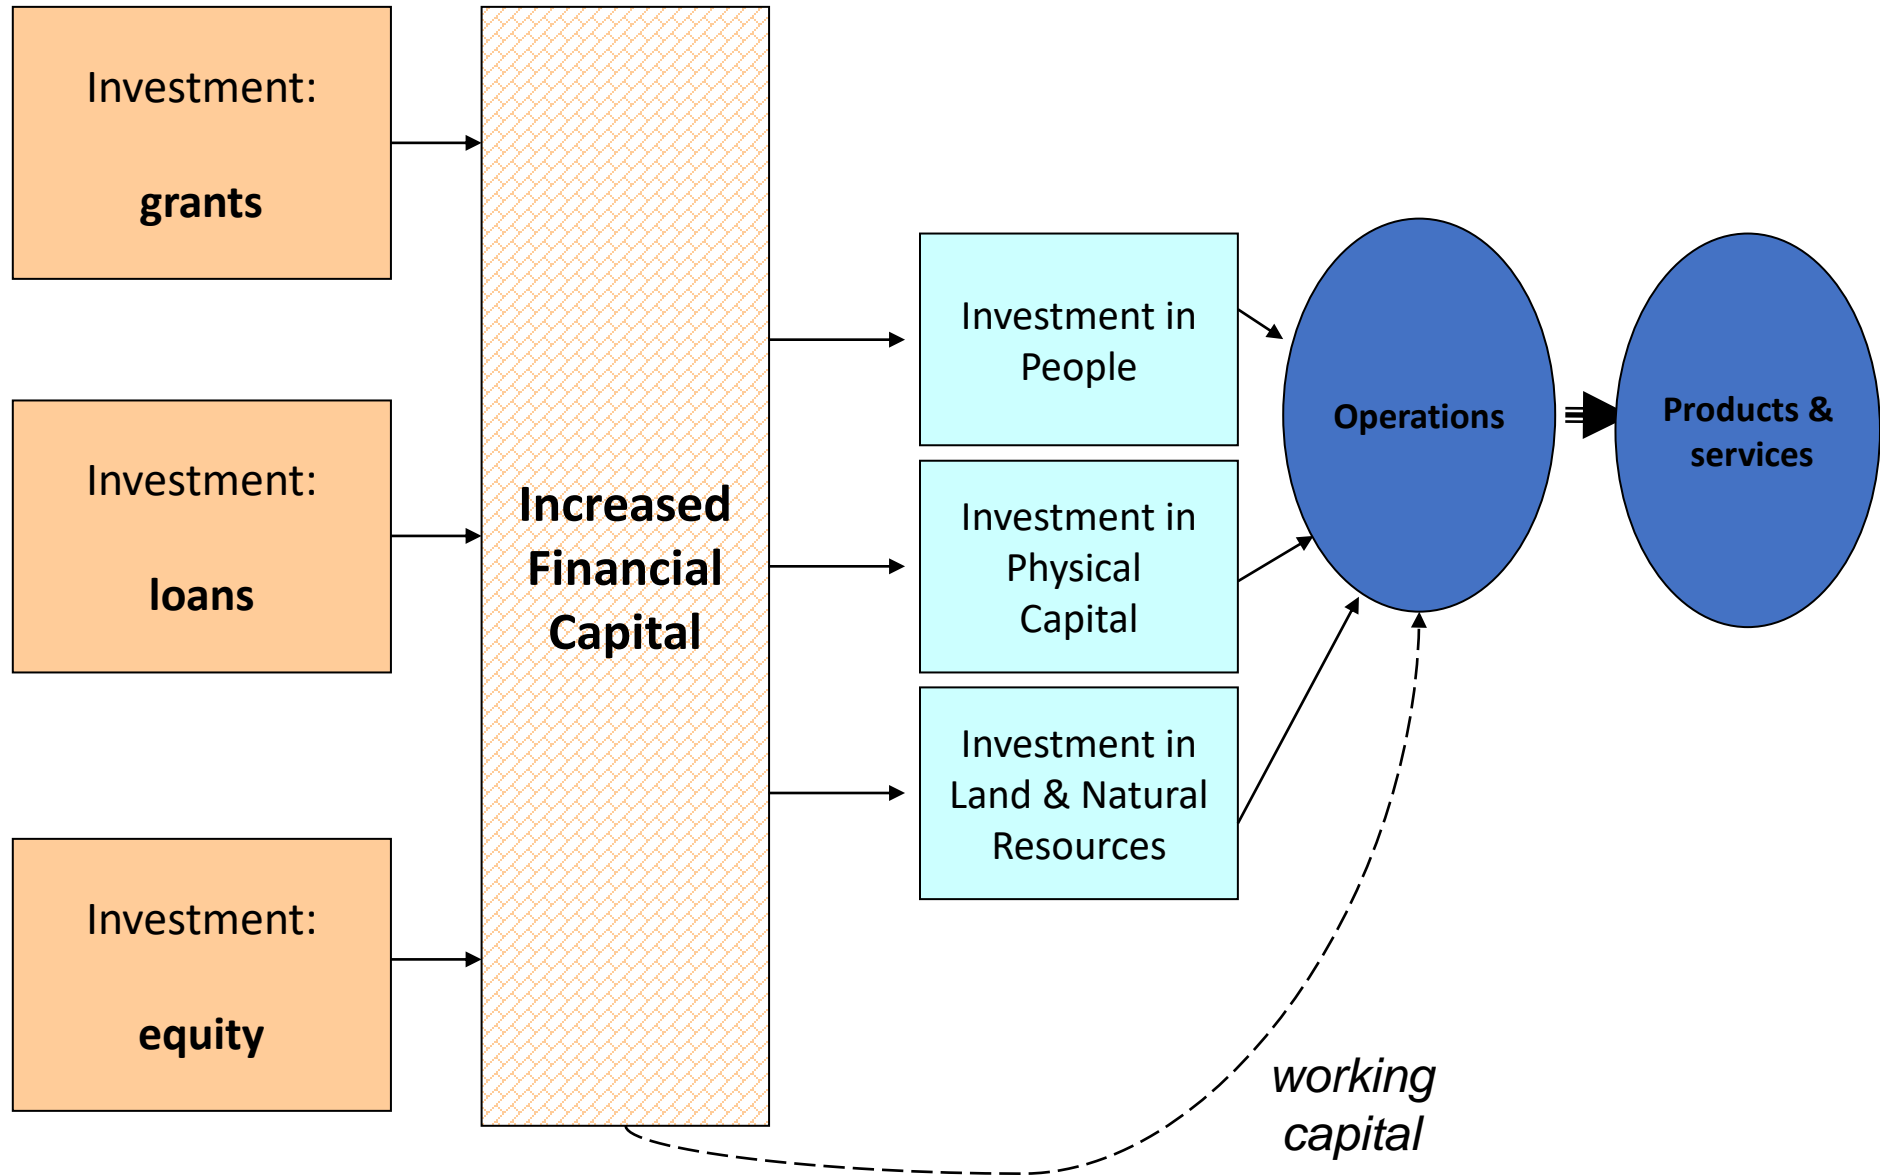 Investment:
grants
Investment:
loans
Investment:
equity
Increased
Financial
Capital
Investment in
People
Investment in
Physical
Capital
Investment in
Land & Natural
Resources
Operations
Products &
services
working
capital